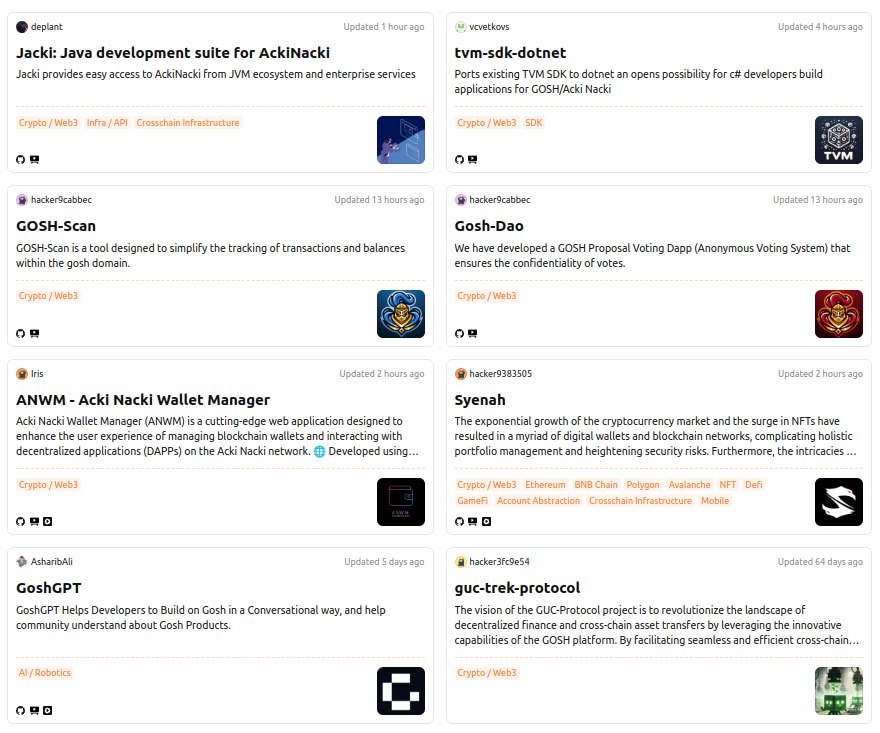 deplant
Updated 1 hour ago
Jacki: Java development suite for AckiNacki
Jacki provides easy access to AckiNacki from JVM ecosystem and enterprise services
Crypto / Web3 Infra / API Crosschain Infrastructure
vcvetkovs
Updated 4 hours ago
tvm-sdk-dotnet
Ports existing TVM SDK to dotnet an opens possibility for c# developers build
applications for GOSH/Acki Nacki
Crypto / Web3 SDK
TVM
hacker9cabbec
Updated 13 hours ago
GOSH-Scan
GOSH-Scan is a tool designed to simplify the tracking of transactions and balances
within the gosh domain.
Crypto / Web3
hacker9cabbec
Updated 13 hours ago
Gosh-Dao
We have developed a GOSH Proposal Voting Dapp (Anonymous Voting System) that
ensures the confidentiality of votes.
Crypto / Web3
Iris
Updated 2 hours ago
ANWM - Acki Nacki Wallet Manager
Acki Nacki Wallet Manager (ANWM) is a cutting-edge web application designed to
enhance the user experience of managing blockchain wallets and interacting with
decentralized applications (DAPPs) on the Acki Nacki network. 🌐 Developed using...
Crypto / Web3
hacker9383505
Updated 2 hours ago
Syenah
The exponential growth of the cryptocurrency market and the surge in NFTs have
resulted in a myriad of digital wallets and blockchain networks, complicating holistic
portfolio management and heightening security risks. Furthermore, the intricacies ...
Crypto / Web3 Ethereum BNB Chain Polygon Avalanche NFT Defi
GameFi Account Abstraction Crosschain Infrastructure Mobile
AsharibAli
Updated 5 days ago
GoshGPT
GoshGPT Helps Developers to Build on Gosh in a Conversational way, and help
community understand about Gosh Products.
AI / Robotics
hacker3fc9e54
Updated 64 days ago
guc-trek-protocol
The vision of the GUC-Protocol project is to revolutionize the landscape of
decentralized finance and cross-chain asset transfers by leveraging the innovative
capabilities of the GOSH platform. By facilitating seamless and efficient cross-chain...
Crypto / Web3